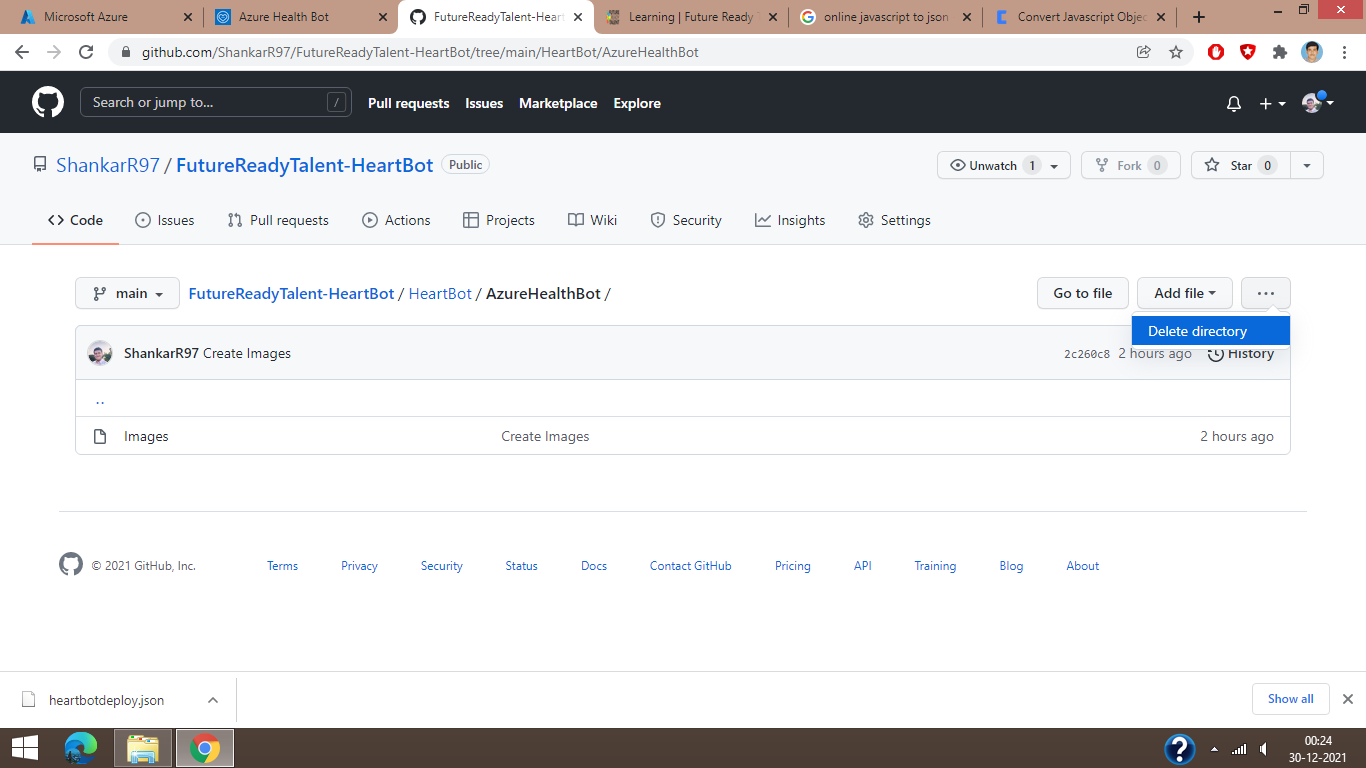 Microsoft Azure
Azure Health Bot
FutureReadyTalent-Heart
Learning | Future Ready
online javascript to json
Convert Javascript Objec
github.com/ShankarR97/FutureReadyTalent-HeartBot/tree/main/HeartBot/AzureHealthBot
Search or jump to... /
Pull requests Issues Marketplace Explore
ShankarR97 / FutureReadyTalent-HeartBot Public
Unwatch 1 Fork 0 Star 0
Code Issues Pull requests Actions Projects Wiki Security Insights Settings
main FutureReadyTalent-HeartBot / HeartBot / AzureHealthBot /
Go to file Add file ...
Delete directory
ShankarR97 Create Images 2c260c8 2 hours ago History
..
Images Create Images 2 hours ago
© 2021 GitHub, Inc. Terms Privacy Security Status Docs Contact GitHub Pricing API Training Blog About
heartbotdeploy.json Show all
00:24
30-12-2021